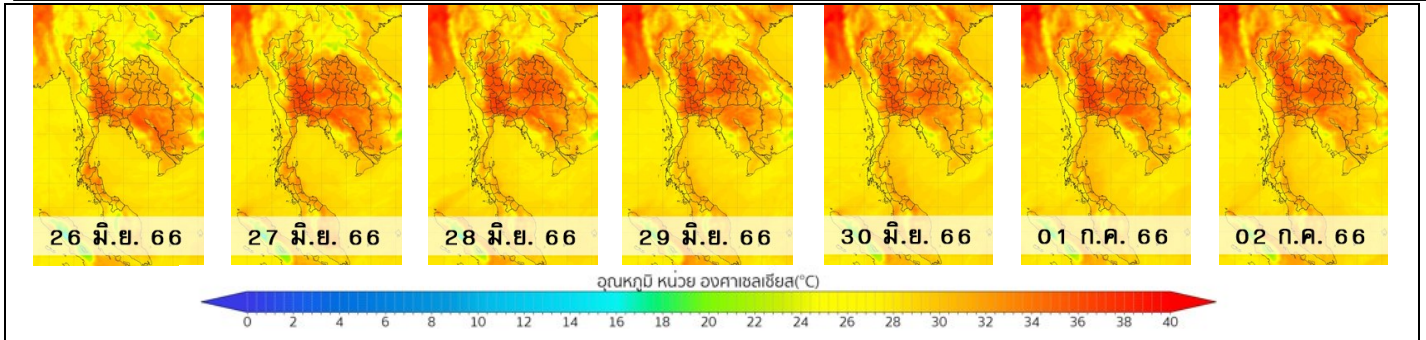 26 มิ.ย. 66 27 มิ.ย. 66 28 มิ.ย. 66 29 มิ.ย. 66 30 มิ.ย. 66 01 ก.ค. 66 02 ก.ค. 66
อุณหภูมิ หน่วย องศาเซลเซียส(°C)
0 2 4 6 8 10 12 14 16 18 20 22 24 26 28 30 32 34 36 38 40